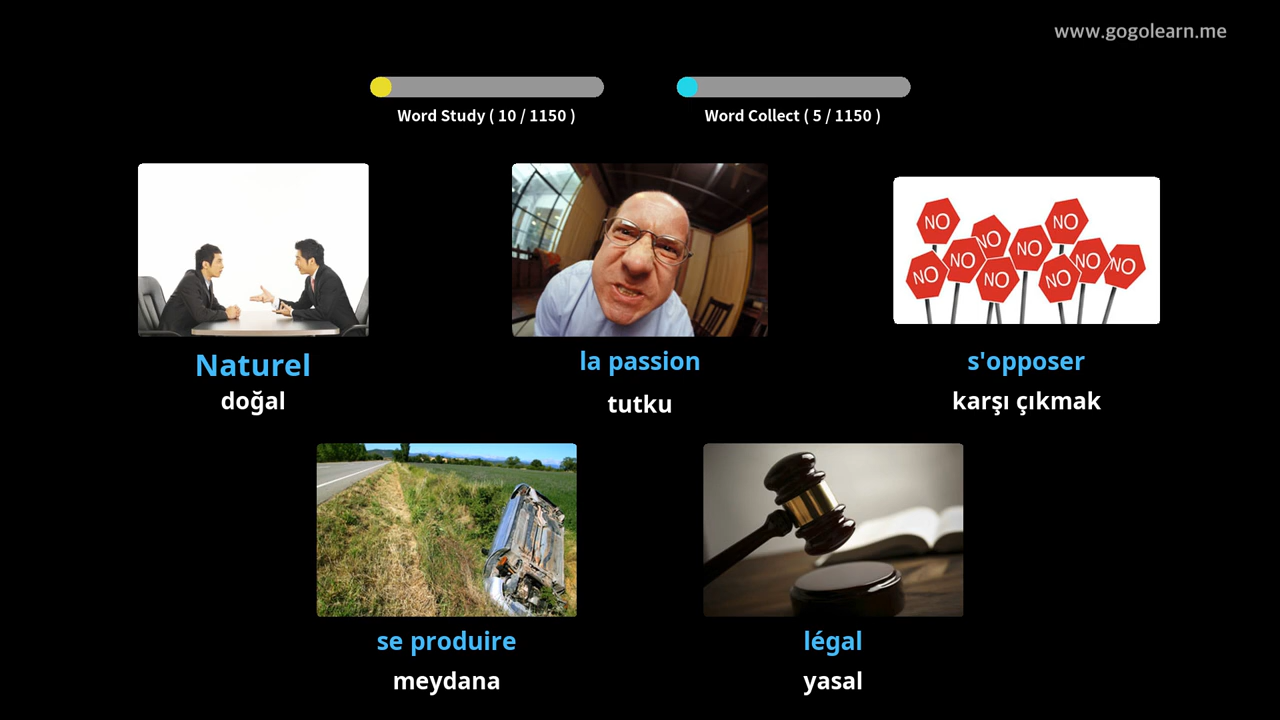 www.gogolearn.me
Word Study ( 10 / 1150 )
Word Collect ( 5 / 1150 )
NO
NO
NO
NO
NO
NO
NO
NO
NO
NO
Naturel
doğal
la passion
tutku
s'opposer
karşı çıkmak
se produire
meydana
légal
yasal